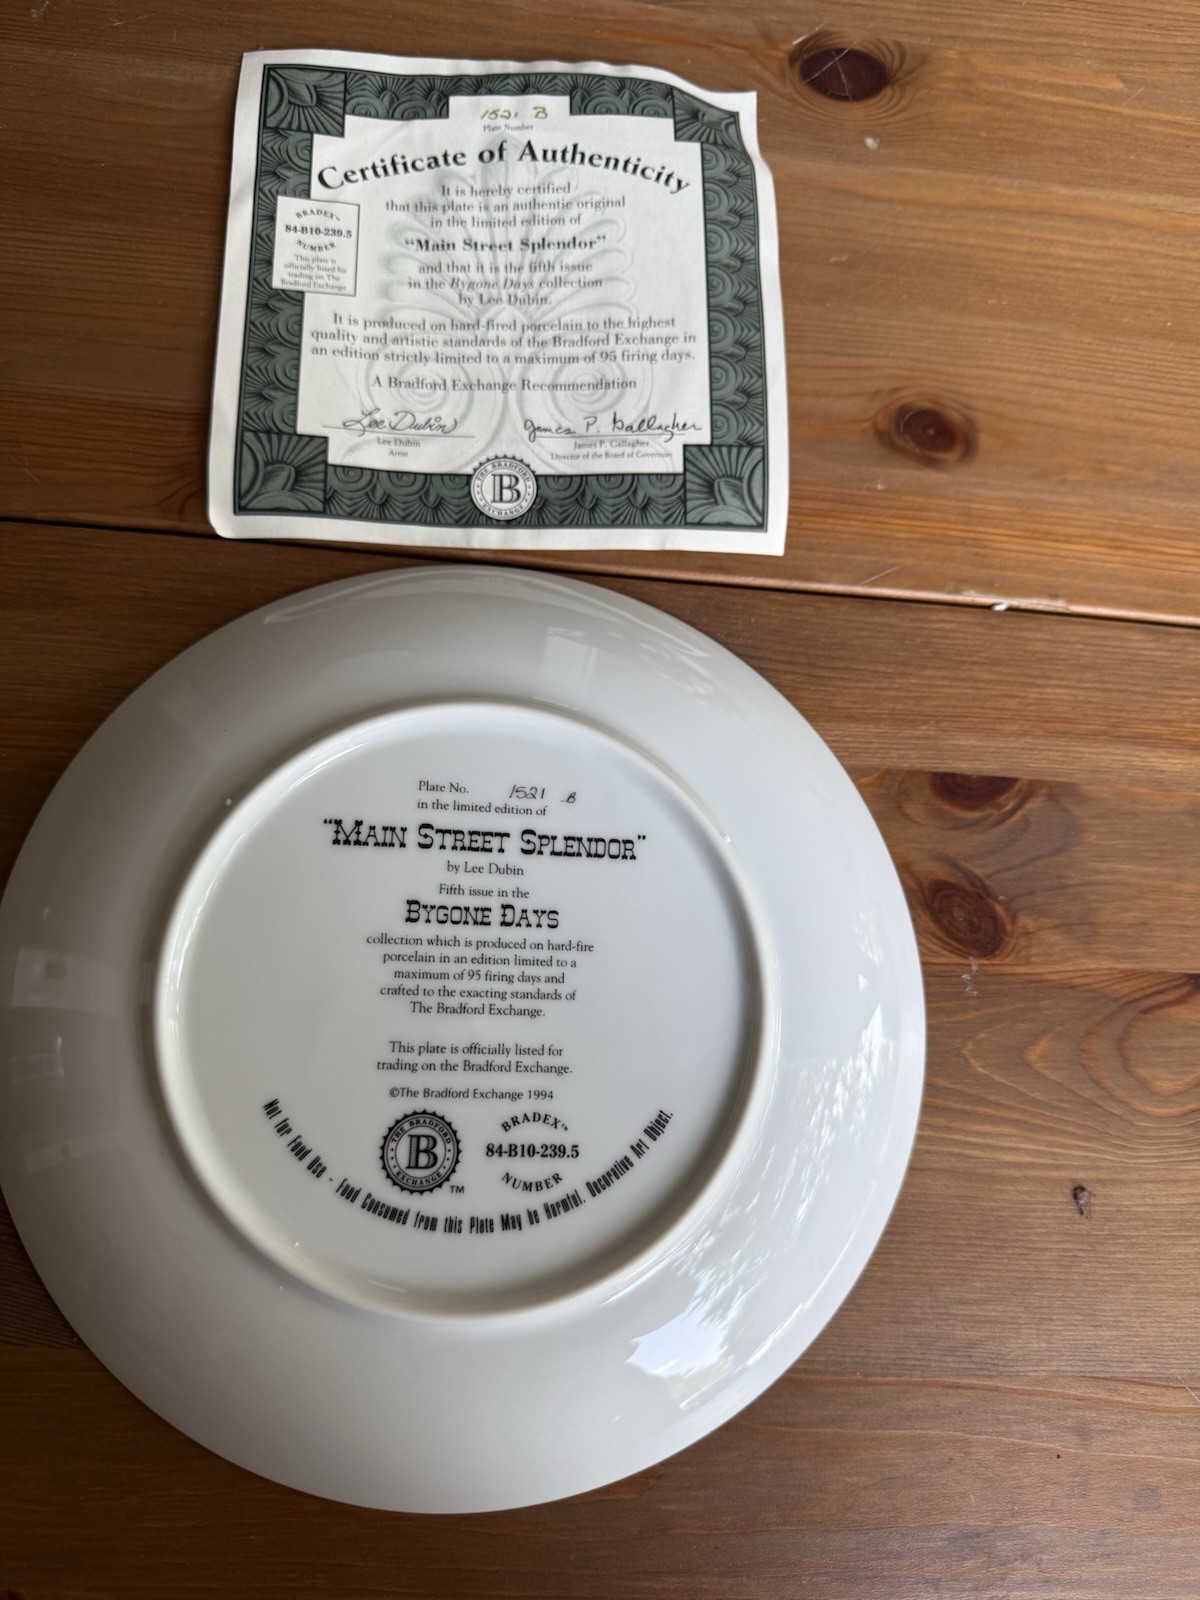 1521 B
Plate Number
Certificate of Authenticity
It is hereby certified
that this plate is an authentic original
in the limited edition of
"Main Street Splendor"
and that it is the fifth issue
in the Bygone Days collection
by Lee Dubin.
It is produced on hard-fired porcelain to the highest
quality and artistic standards of the Bradford Exchange in
an edition strictly limited to a maximum of 95 firing days.
A Bradford Exchange Recommendation
BRADEX™
84-B10-239.5
NUMBER
This plate is
officially listed for
trading on The
Bradford Exchange
Lee Dubin
Lee Dubin
Artist
James P. Gallagher
James P. Gallagher
Director of the Board of Governors
THE BRADFORD
B
EXCHANGE
Plate No. 1521 B
in the limited edition of
"MAIN STREET SPLENDOR"
by Lee Dubin
Fifth issue in the
BYGONE DAYS
collection which is produced on hard-fire
porcelain in an edition limited to a
maximum of 95 firing days and
crafted to the exacting standards of
The Bradford Exchange.
This plate is officially listed for
trading on the Bradford Exchange.
©The Bradford Exchange 1994
THE BRADFORD
B
EXCHANGE
TM
BRADEX™
84-B10-239.5
NUMBER
Not for Food Use - Food Consumed from this Plate May be Harmful. Decorative Art Object.